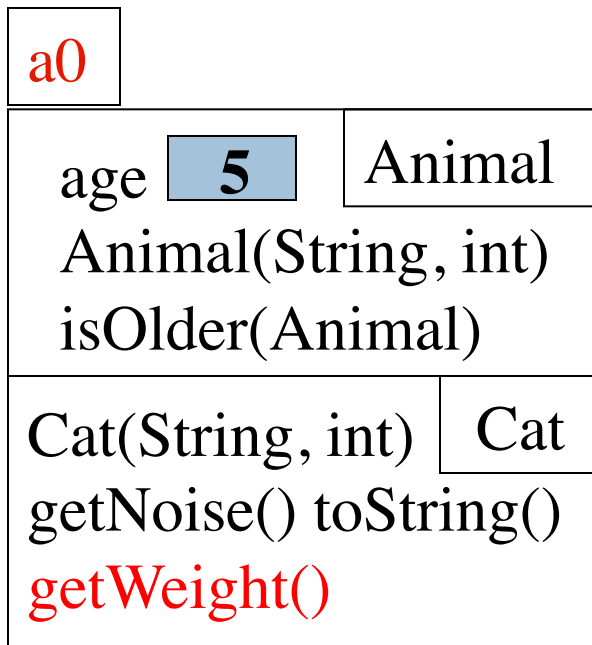 a0
age 5 Animal
Animal(String, int)
isOlder(Animal)
Cat(String, int) Cat
getNoise() toString()
getWeight()